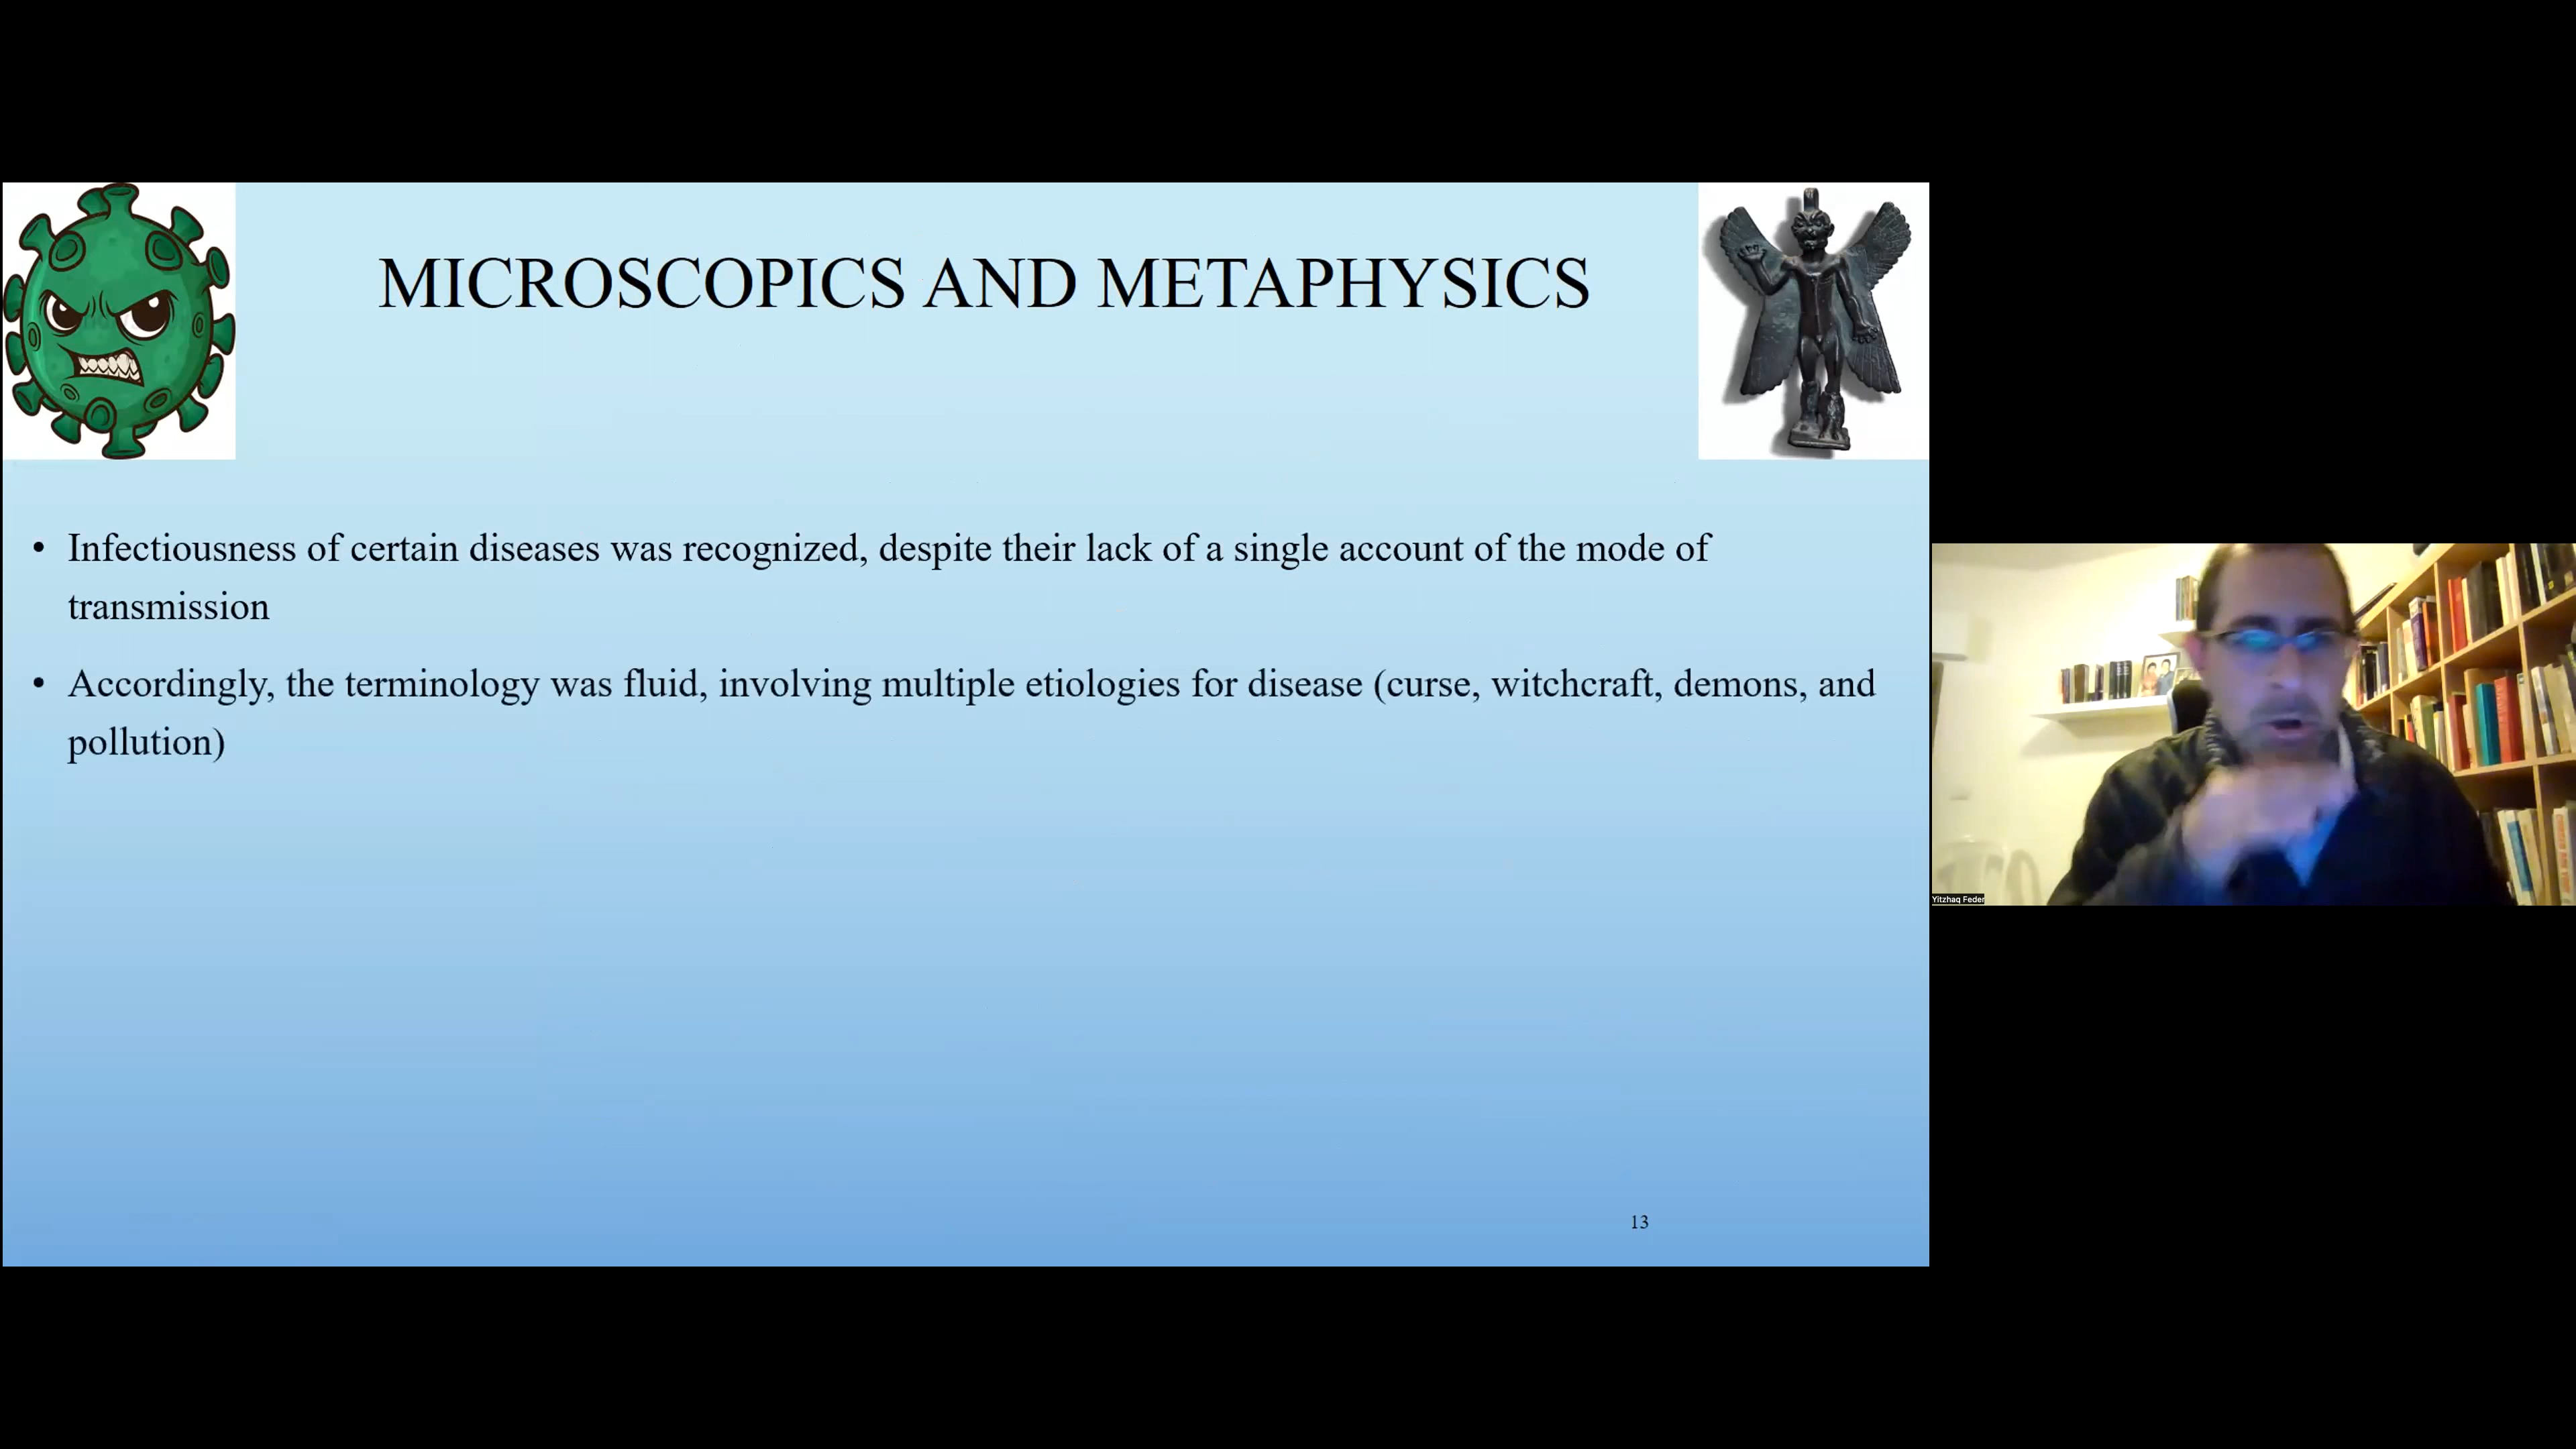 MICROSCOPICS AND METAPHYSICS
• Infectiousness of certain diseases was recognized, despite their lack of a single account of the mode of
transmission
• Accordingly, the terminology was fluid, involving multiple etiologies for disease (curse, witchcraft, demons, and
pollution)
13
Yitzhaq Feder